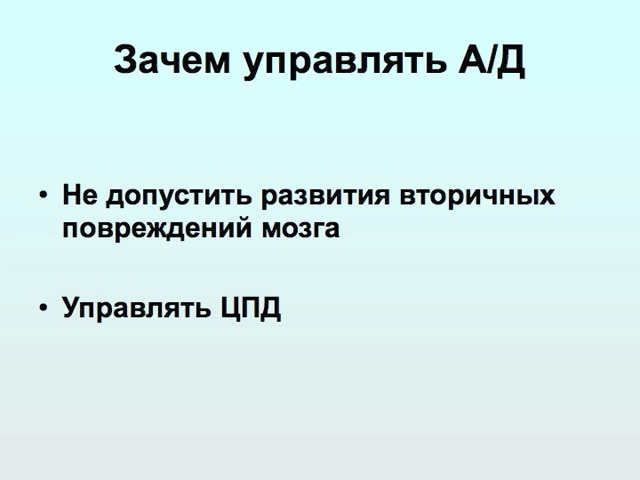 Зачем управлять А/Д
• Не допустить развития вторичных
повреждений мозга
• Управлять ЦПД